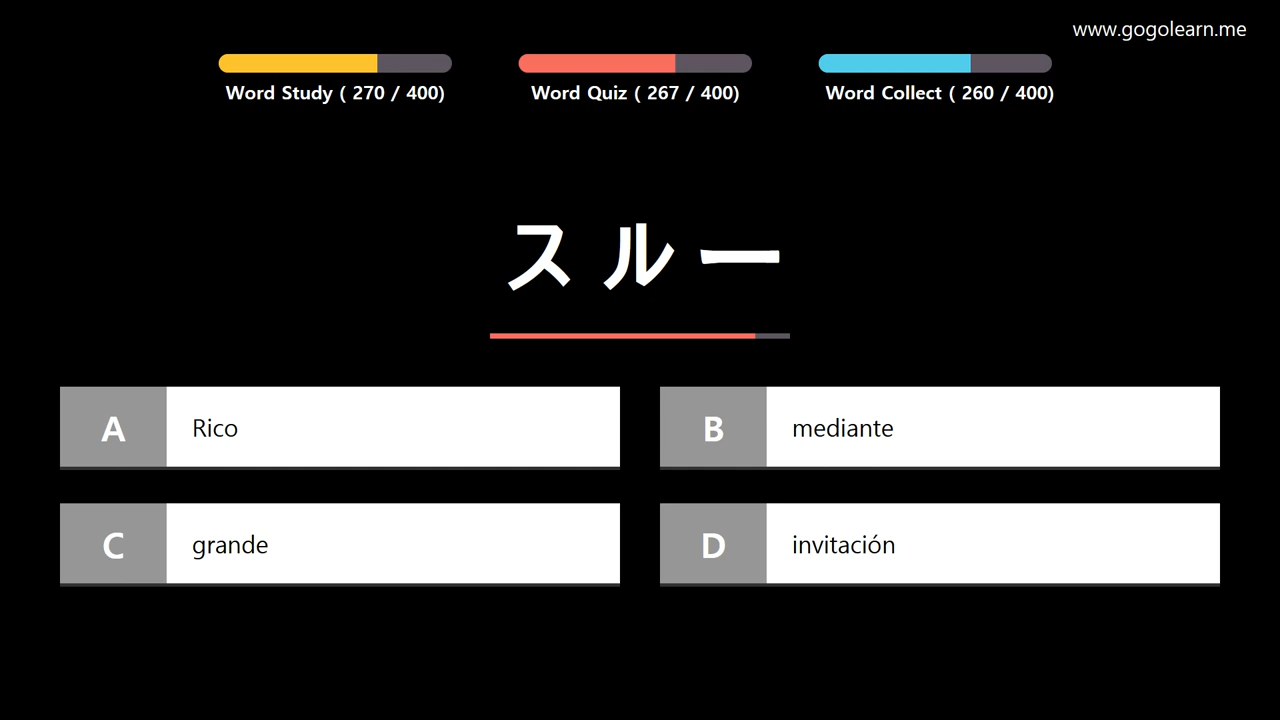 www.gogolearn.me
Word Study ( 270 / 400)
Word Quiz ( 267 / 400)
Word Collect ( 260 / 400)
スルー
A Rico
B mediante
C grande
D invitación